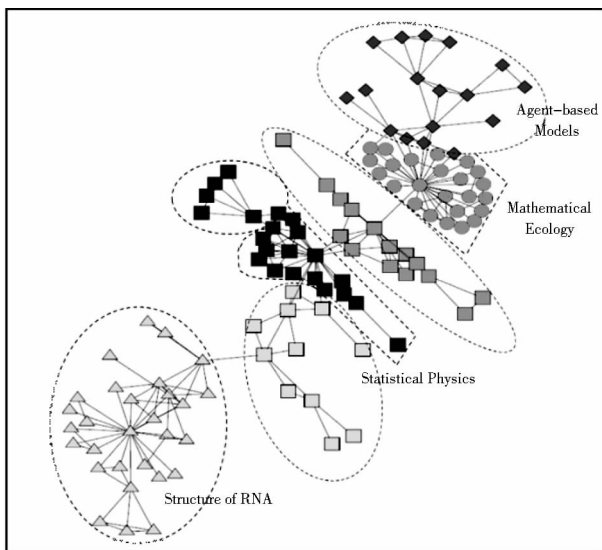 Agent-based
Models
Mathematical
Ecology
Statistical Physics
Structure of RNA